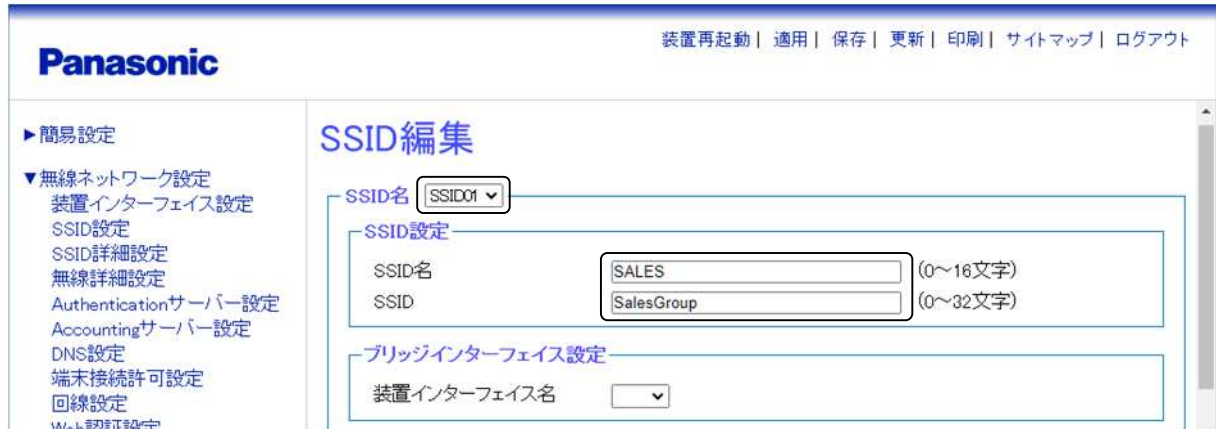 Panasonic
装置再起動| 適用| 保存| 更新| 印刷| サイトマップ| ログアウト
▶簡易設定
▼無線ネットワーク設定
装置インターフェイス設定
SSID設定
SSID詳細設定
無線詳細設定
Authenticationサーバー設定
Accountingサーバー設定
DNS設定
端末接続許可設定
回線設定
Web認証設定
SSID編集
SSID名 SSID01
SSID設定
SSID名 SALES (0～16文字)
SSID SalesGroup (0～32文字)
ブリッジインターフェイス設定
装置インターフェイス名